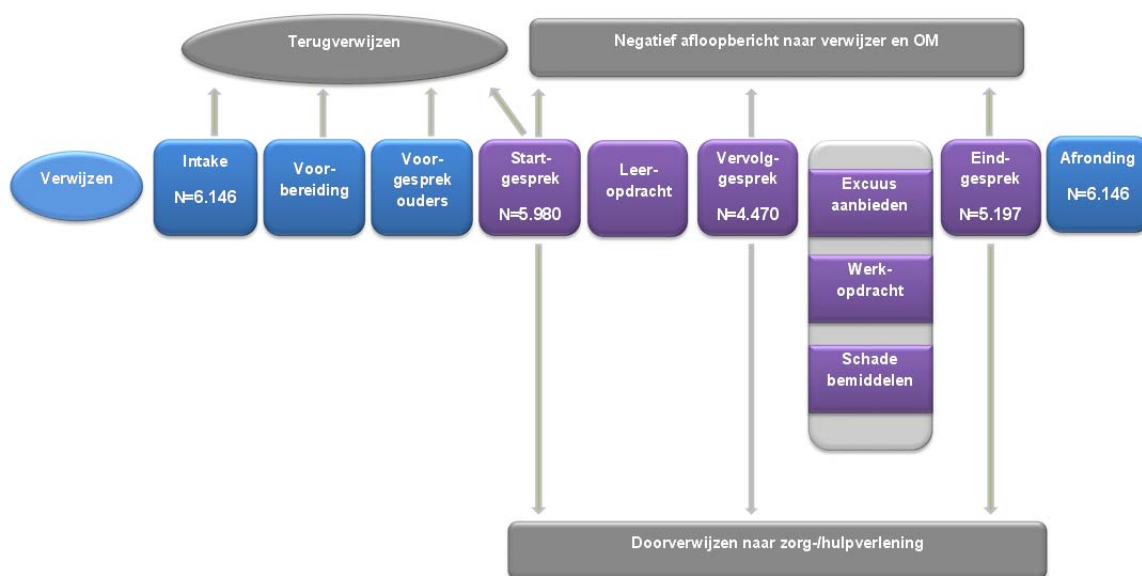 Terugverwijzen
Negatief afloopbericht naar verwijzer en OM
Verwijzen
Intake
N=6.146
Voor-
bereiding
Voor-
gesprek
ouders
Start-
gesprek
N=5.980
Leer-
opdracht
Vervolg-
gesprek
N=4.470
Excuus
aanbieden
Werk-
opdracht
Schade
bemiddelen
Eind-
gesprek
N=5.197
Afronding
N=6.146
Doorverwijzen naar zorg-/hulpverlening